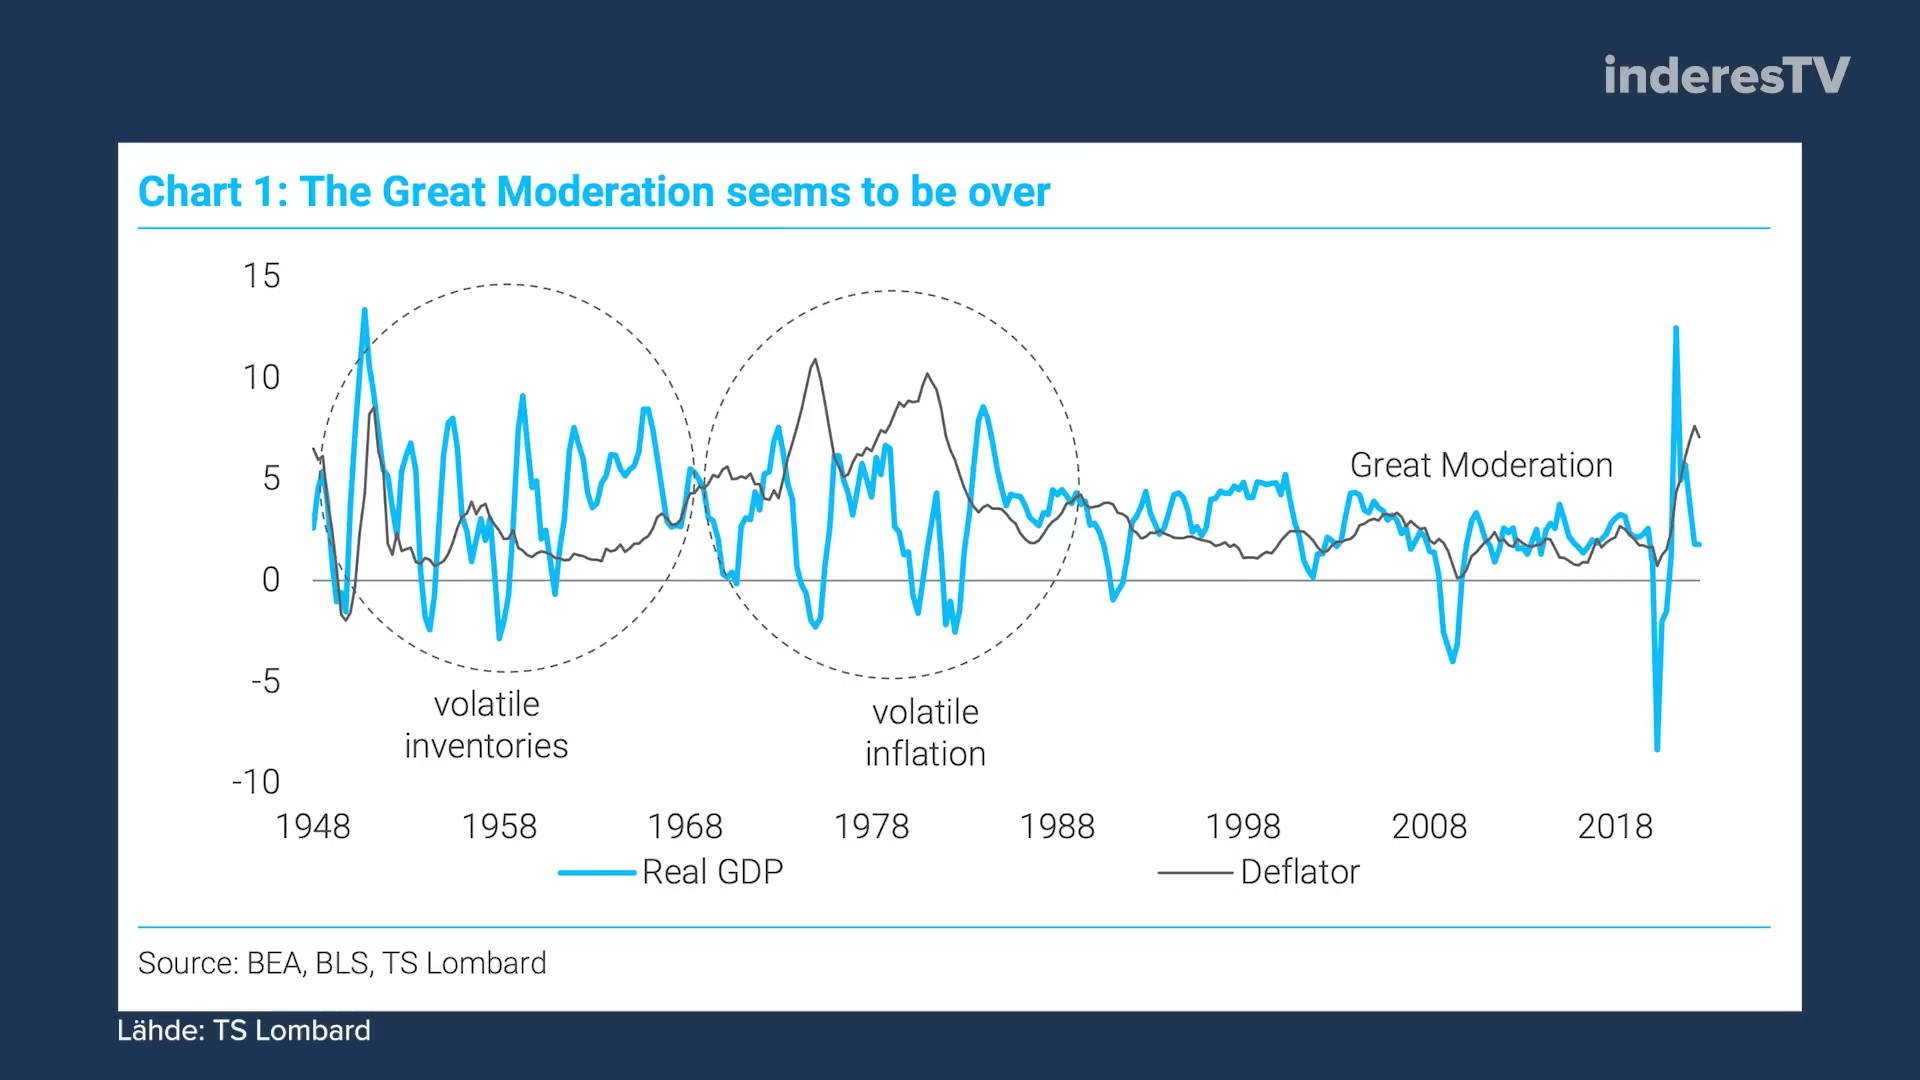 inderesTV
Chart 1: The Great Moderation seems to be over
15
10
5
0
-5
-10
Great Moderation
volatile
inventories
volatile
inflation
1948 1958 1968 1978 1988 1998 2008 2018
Real GDP Deflator
Source: BEA, BLS, TS Lombard
Lähde: TS Lombard